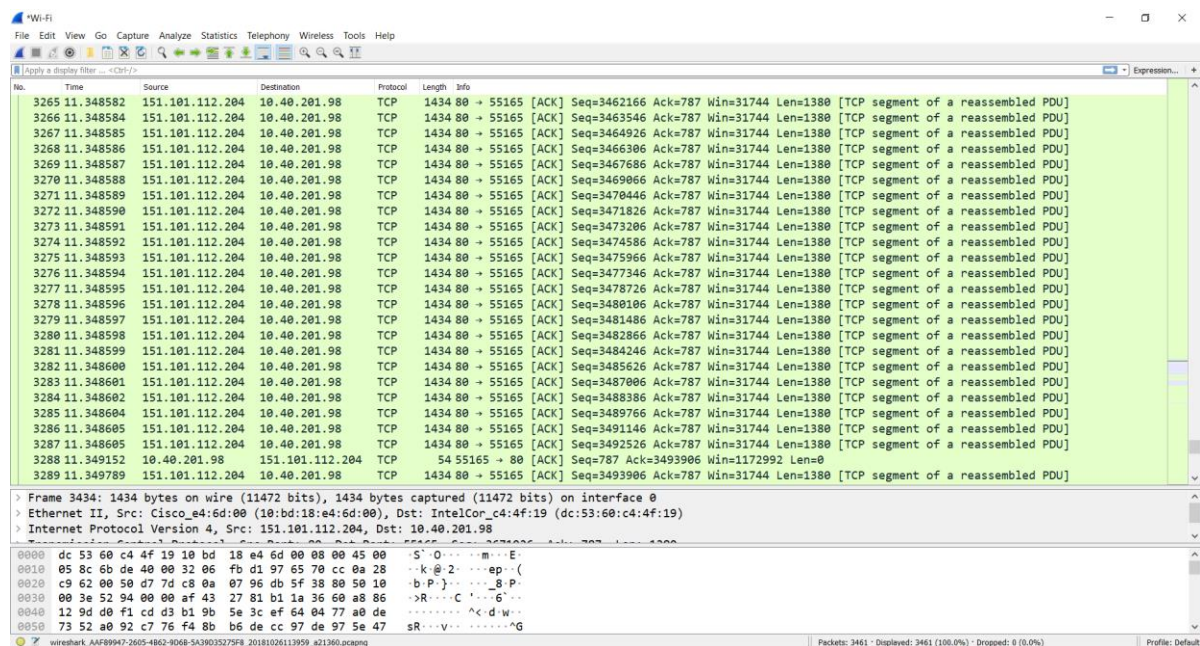 *Wi-Fi
File Edit View Go Capture Analyze Statistics Telephony Wireless Tools Help
Apply a display filter ... <Ctrl-/> Expression... +
No. Time Source Destination Protocol Length Info
3265 11.348582 151.101.112.204 10.40.201.98 TCP 1434 80 → 55165 [ACK] Seq=3462166 Ack=787 Win=31744 Len=1380 [TCP segment of a reassembled PDU]
3266 11.348584 151.101.112.204 10.40.201.98 TCP 1434 80 → 55165 [ACK] Seq=3463546 Ack=787 Win=31744 Len=1380 [TCP segment of a reassembled PDU]
3267 11.348585 151.101.112.204 10.40.201.98 TCP 1434 80 → 55165 [ACK] Seq=3464926 Ack=787 Win=31744 Len=1380 [TCP segment of a reassembled PDU]
3268 11.348586 151.101.112.204 10.40.201.98 TCP 1434 80 → 55165 [ACK] Seq=3466306 Ack=787 Win=31744 Len=1380 [TCP segment of a reassembled PDU]
3269 11.348587 151.101.112.204 10.40.201.98 TCP 1434 80 → 55165 [ACK] Seq=3467686 Ack=787 Win=31744 Len=1380 [TCP segment of a reassembled PDU]
3270 11.348588 151.101.112.204 10.40.201.98 TCP 1434 80 → 55165 [ACK] Seq=3469066 Ack=787 Win=31744 Len=1380 [TCP segment of a reassembled PDU]
3271 11.348589 151.101.112.204 10.40.201.98 TCP 1434 80 → 55165 [ACK] Seq=3470446 Ack=787 Win=31744 Len=1380 [TCP segment of a reassembled PDU]
3272 11.348590 151.101.112.204 10.40.201.98 TCP 1434 80 → 55165 [ACK] Seq=3471826 Ack=787 Win=31744 Len=1380 [TCP segment of a reassembled PDU]
3273 11.348591 151.101.112.204 10.40.201.98 TCP 1434 80 → 55165 [ACK] Seq=3473206 Ack=787 Win=31744 Len=1380 [TCP segment of a reassembled PDU]
3274 11.348592 151.101.112.204 10.40.201.98 TCP 1434 80 → 55165 [ACK] Seq=3474586 Ack=787 Win=31744 Len=1380 [TCP segment of a reassembled PDU]
3275 11.348593 151.101.112.204 10.40.201.98 TCP 1434 80 → 55165 [ACK] Seq=3475966 Ack=787 Win=31744 Len=1380 [TCP segment of a reassembled PDU]
3276 11.348594 151.101.112.204 10.40.201.98 TCP 1434 80 → 55165 [ACK] Seq=3477346 Ack=787 Win=31744 Len=1380 [TCP segment of a reassembled PDU]
3277 11.348595 151.101.112.204 10.40.201.98 TCP 1434 80 → 55165 [ACK] Seq=3478726 Ack=787 Win=31744 Len=1380 [TCP segment of a reassembled PDU]
3278 11.348596 151.101.112.204 10.40.201.98 TCP 1434 80 → 55165 [ACK] Seq=3480106 Ack=787 Win=31744 Len=1380 [TCP segment of a reassembled PDU]
3279 11.348597 151.101.112.204 10.40.201.98 TCP 1434 80 → 55165 [ACK] Seq=3481486 Ack=787 Win=31744 Len=1380 [TCP segment of a reassembled PDU]
3280 11.348598 151.101.112.204 10.40.201.98 TCP 1434 80 → 55165 [ACK] Seq=3482866 Ack=787 Win=31744 Len=1380 [TCP segment of a reassembled PDU]
3281 11.348599 151.101.112.204 10.40.201.98 TCP 1434 80 → 55165 [ACK] Seq=3484246 Ack=787 Win=31744 Len=1380 [TCP segment of a reassembled PDU]
3282 11.348600 151.101.112.204 10.40.201.98 TCP 1434 80 → 55165 [ACK] Seq=3485626 Ack=787 Win=31744 Len=1380 [TCP segment of a reassembled PDU]
3283 11.348601 151.101.112.204 10.40.201.98 TCP 1434 80 → 55165 [ACK] Seq=3487006 Ack=787 Win=31744 Len=1380 [TCP segment of a reassembled PDU]
3284 11.348602 151.101.112.204 10.40.201.98 TCP 1434 80 → 55165 [ACK] Seq=3488386 Ack=787 Win=31744 Len=1380 [TCP segment of a reassembled PDU]
3285 11.348604 151.101.112.204 10.40.201.98 TCP 1434 80 → 55165 [ACK] Seq=3489766 Ack=787 Win=31744 Len=1380 [TCP segment of a reassembled PDU]
3286 11.348605 151.101.112.204 10.40.201.98 TCP 1434 80 → 55165 [ACK] Seq=3491146 Ack=787 Win=31744 Len=1380 [TCP segment of a reassembled PDU]
3287 11.348605 151.101.112.204 10.40.201.98 TCP 1434 80 → 55165 [ACK] Seq=3492526 Ack=787 Win=31744 Len=1380 [TCP segment of a reassembled PDU]
3288 11.349152 10.40.201.98 151.101.112.204 TCP 54 55165 → 80 [ACK] Seq=787 Ack=3493906 Win=1172992 Len=0
3289 11.349789 151.101.112.204 10.40.201.98 TCP 1434 80 → 55165 [ACK] Seq=3493906 Ack=787 Win=31744 Len=1380 [TCP segment of a reassembled PDU]
> Frame 3434: 1434 bytes on wire (11472 bits), 1434 bytes captured (11472 bits) on interface 0
> Ethernet II, Src: Cisco_e4:6d:00 (10:bd:18:e4:6d:00), Dst: IntelCor_c4:4f:19 (dc:53:60:c4:4f:19)
> Internet Protocol Version 4, Src: 151.101.112.204, Dst: 10.40.201.98
0000 dc 53 60 c4 4f 19 10 bd 18 e4 6d 00 08 00 45 00 ·S`·O··· ··m···E·
0010 05 8c 6b de 40 00 32 06 fb d1 97 65 70 cc 0a 28 ··k·@·2· ···ep··(
0020 c9 62 00 50 d7 7d c8 0a 07 96 db 5f 38 80 50 10 ·b·P·}·· ···_8·P·
0030 00 3e 52 94 00 00 af 43 27 81 b1 1a 36 60 a8 86 ·>R····C '···6`··
0040 12 9d d0 f1 cd d3 b1 9b 5e 3c ef 64 04 77 a0 de ········ ^<·d·w··
0050 73 52 a0 92 c7 76 f4 8b b6 de cc 97 de 97 5e 47 sR···v·· ······^G
wireshark_AAF89947-2605-4B62-9D6B-5A39D35275F8_20181026113959_a21360.pcapng Packets: 3461 · Displayed: 3461 (100.0%) · Dropped: 0 (0.0%) Profile: Default